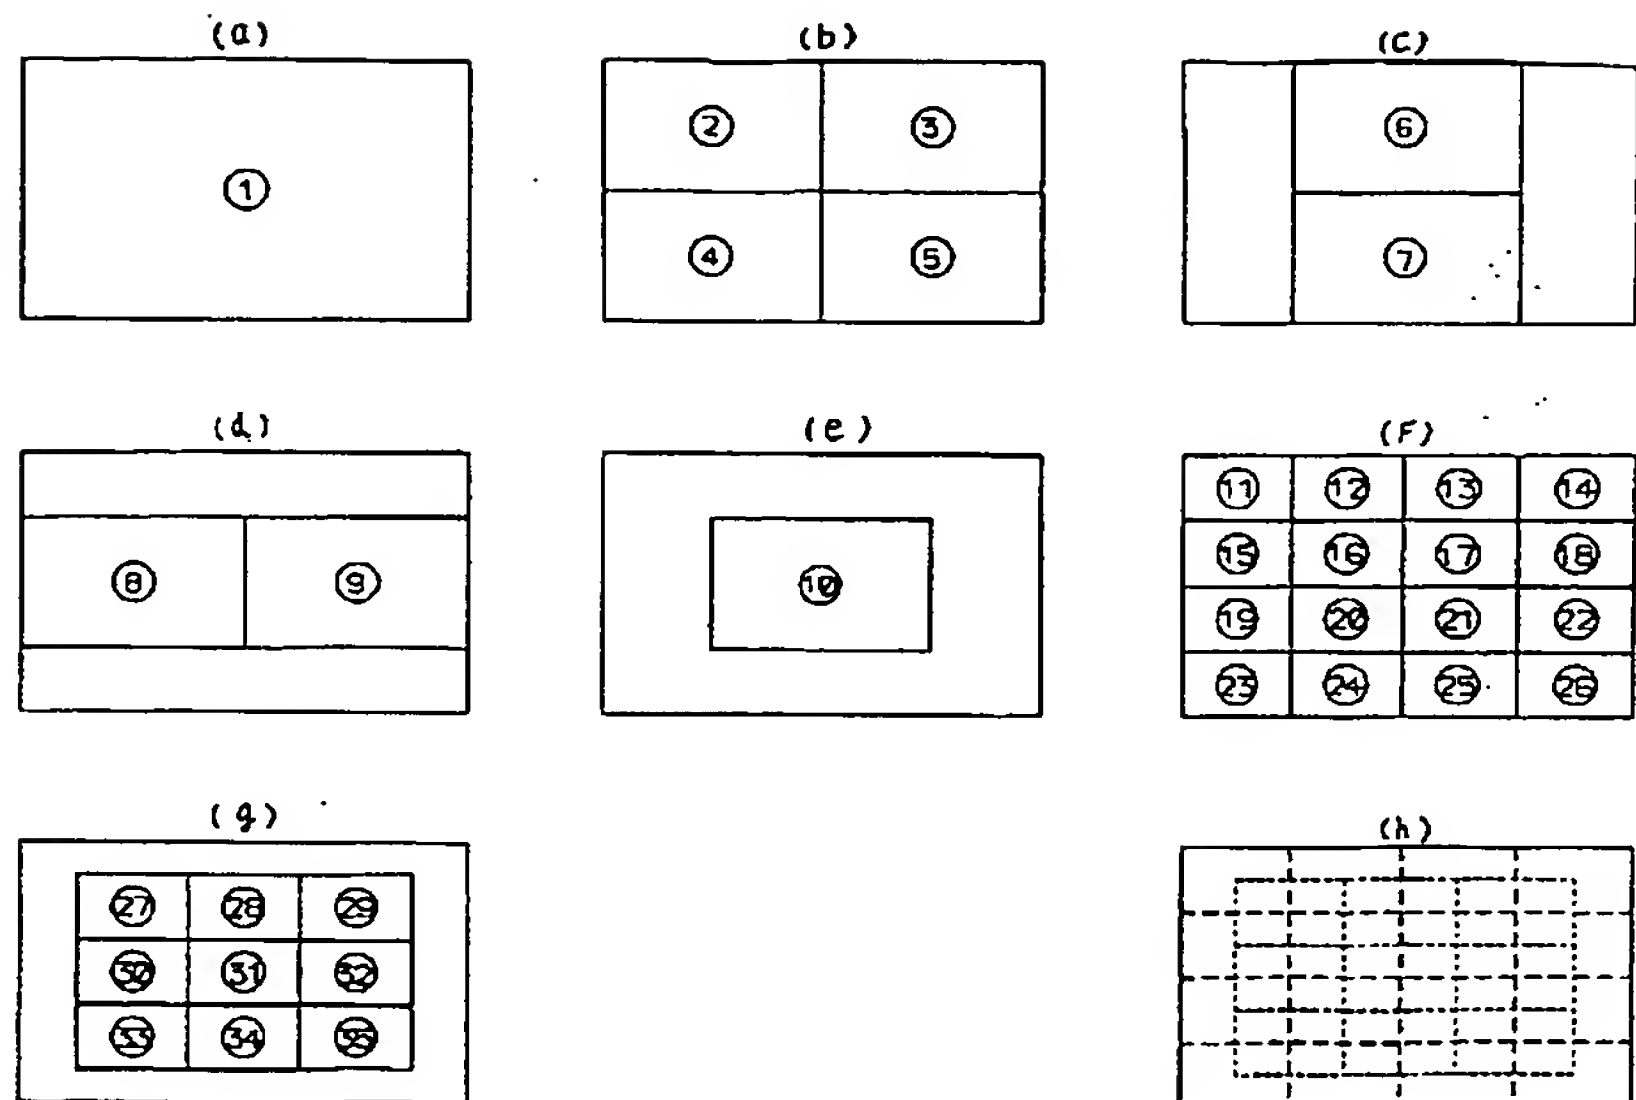 (a) (b) (c)
① ② ③ ⑥
④ ⑤ ⑦
(d) (e) (f)
⑧ ⑨ ⑩ ⑪ ⑫ ⑬ ⑭
⑮ ⑯ ⑰ ⑱
⑲ ⑳ ㉑ ㉒
㉓ ㉔ ㉕ ㉖
(g) (h)
㉗ ㉘ ㉙
㉚ ㉛ ㉜
㉝ ㉞ ㉟